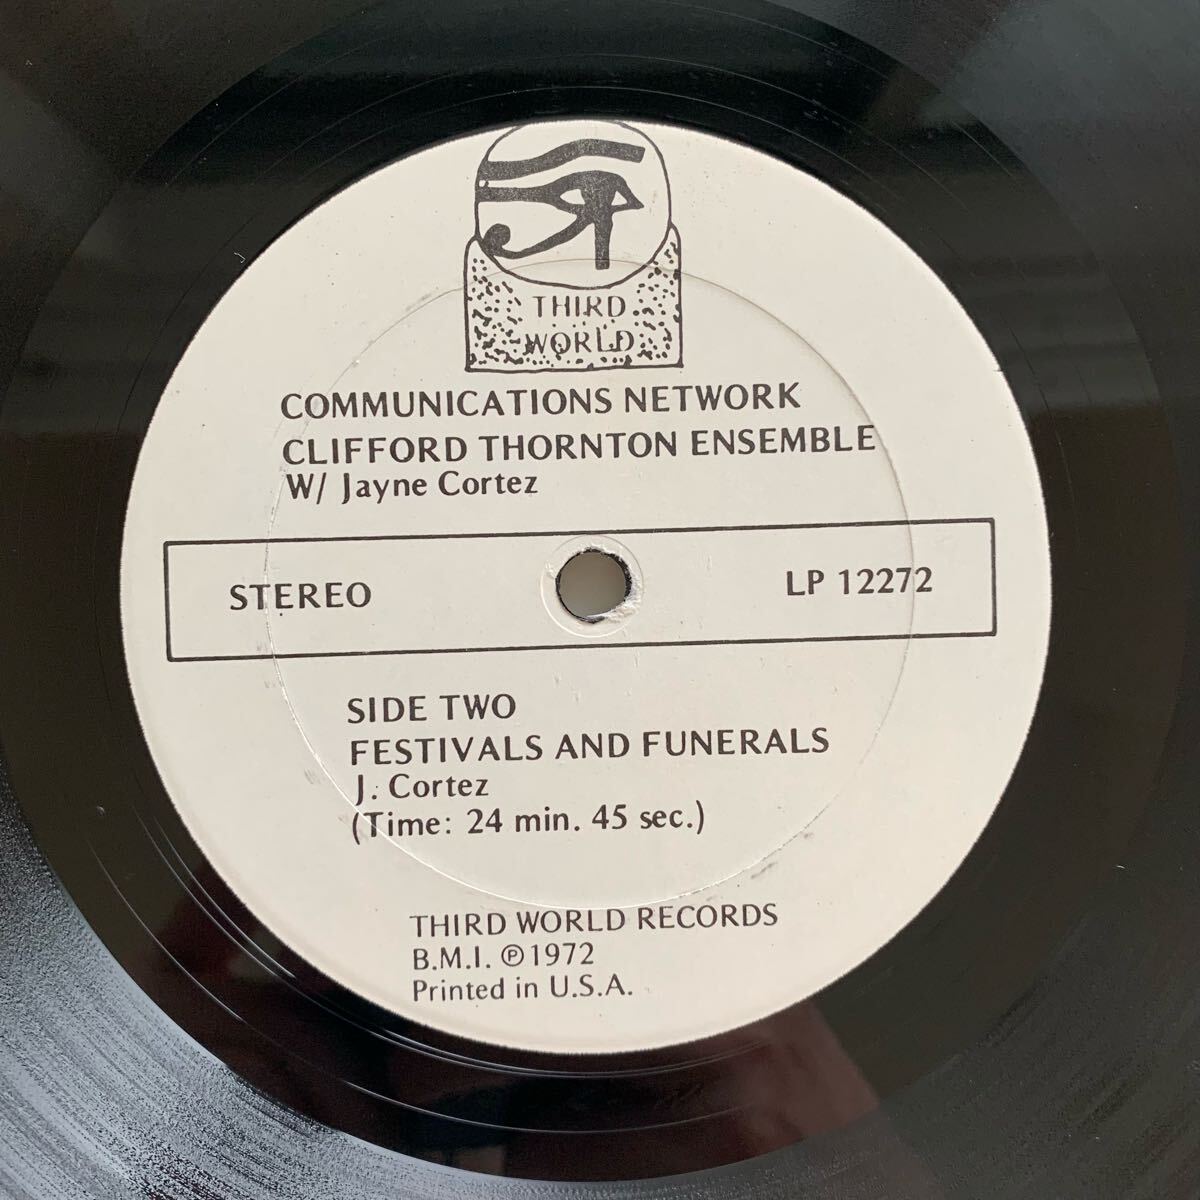 THIRD
WORLD
COMMUNICATIONS NETWORK
CLIFFORD THORNTON ENSEMBLE
W/ Jayne Cortez
STEREO
LP 12272
SIDE TWO
FESTIVALS AND FUNERALS
J. Cortez
(Time: 24 min. 45 sec.)
THIRD WORLD RECORDS
B.M.I. ℗1972
Printed in U.S.A.